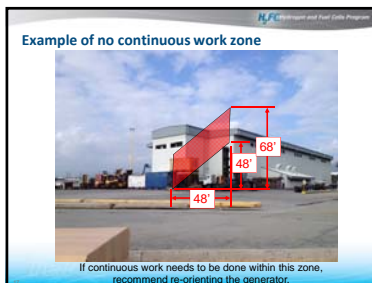 H2FC Hydrogen and Fuel Cells Program
Example of no continuous work zone
68'
48'
48'
If continuous work needs to be done within this zone,
recommend re-orienting the generator.